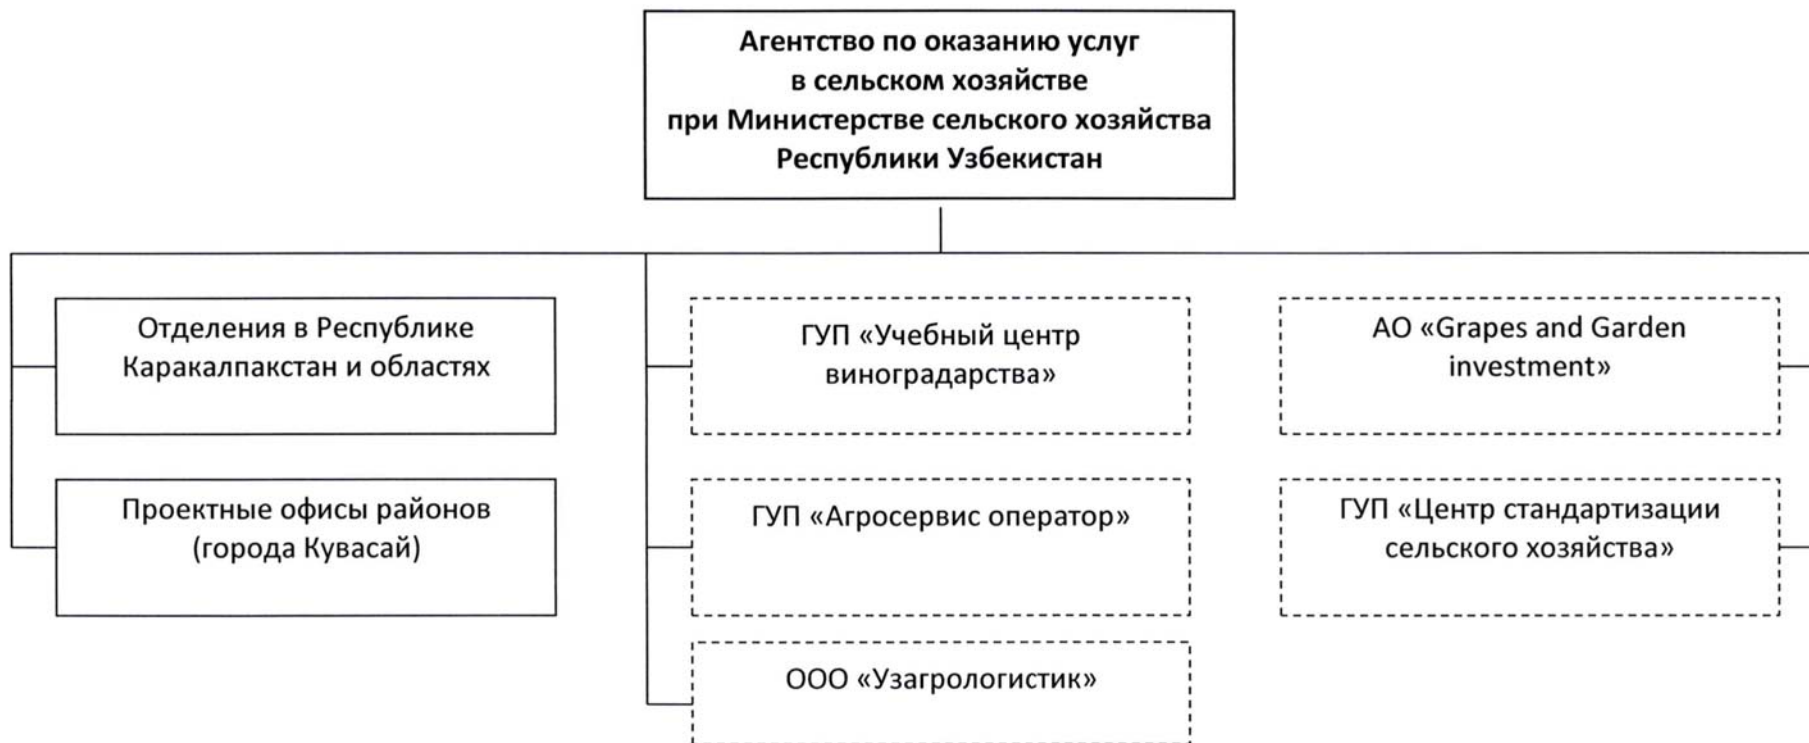 Агентство по оказанию услуг
в сельском хозяйстве
при Министерстве сельского хозяйства
Республики Узбекистан
Отделения в Республике
Каракалпакстан и областях
Проектные офисы районов
(города Кувасай)
ГУП «Учебный центр
виноградарства»
ГУП «Агросервис оператор»
ООО «Узагрологистик»
АО «Grapes and Garden
investment»
ГУП «Центр стандартизации
сельского хозяйства»